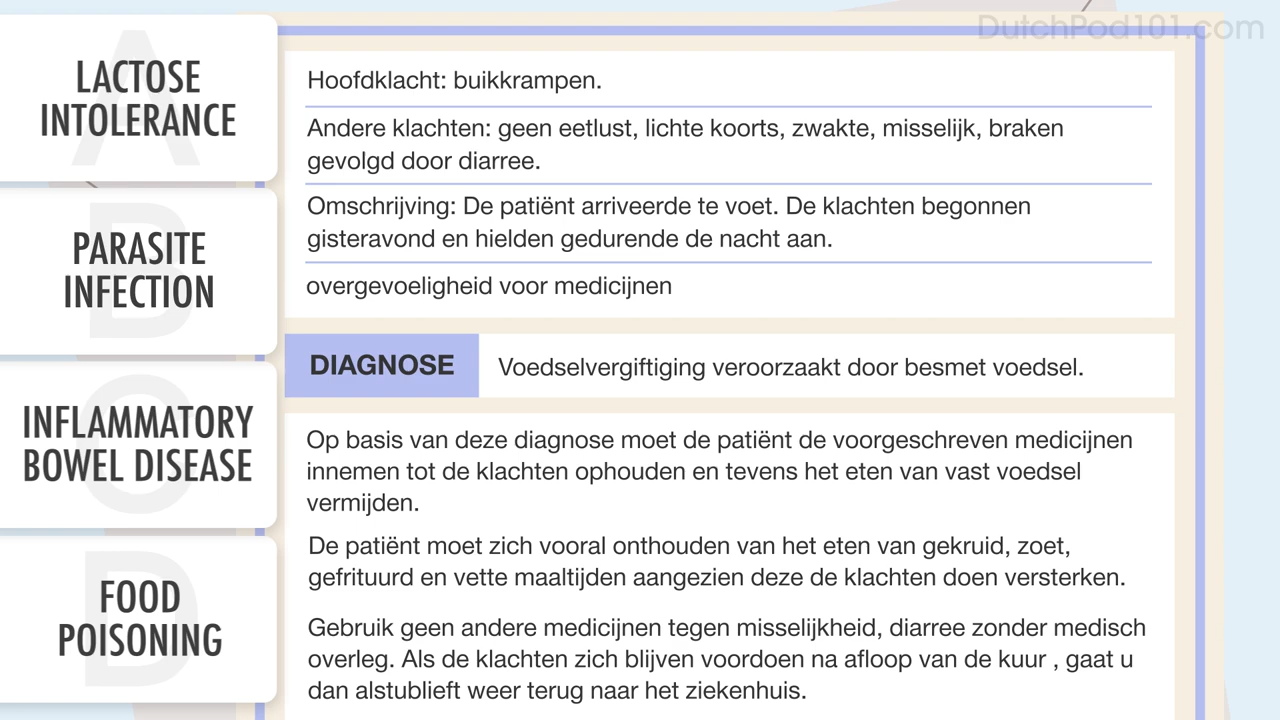 DutchPod101.com
LACTOSE
INTOLERANCE
A
PARASITE
INFECTION
B
INFLAMMATORY
BOWEL DISEASE
C
FOOD
POISONING
D
Hoofdklacht: buikkrampen.
Andere klachten: geen eetlust, lichte koorts, zwakte, misselijk, braken
gevolgd door diarree.
Omschrijving: De patiënt arriveerde te voet. De klachten begonnen
gisteravond en hielden gedurende de nacht aan.
overgevoeligheid voor medicijnen
DIAGNOSE
Voedselvergiftiging veroorzaakt door besmet voedsel.
Op basis van deze diagnose moet de patiënt de voorgeschreven medicijnen
innemen tot de klachten ophouden en tevens het eten van vast voedsel
vermijden.
De patiënt moet zich vooral onthouden van het eten van gekruid, zoet,
gefrituurd en vette maaltijden aangezien deze de klachten doen versterken.
Gebruik geen andere medicijnen tegen misselijkheid, diarree zonder medisch
overleg. Als de klachten zich blijven voordoen na afloop van de kuur , gaat u
dan alstublieft weer terug naar het ziekenhuis.